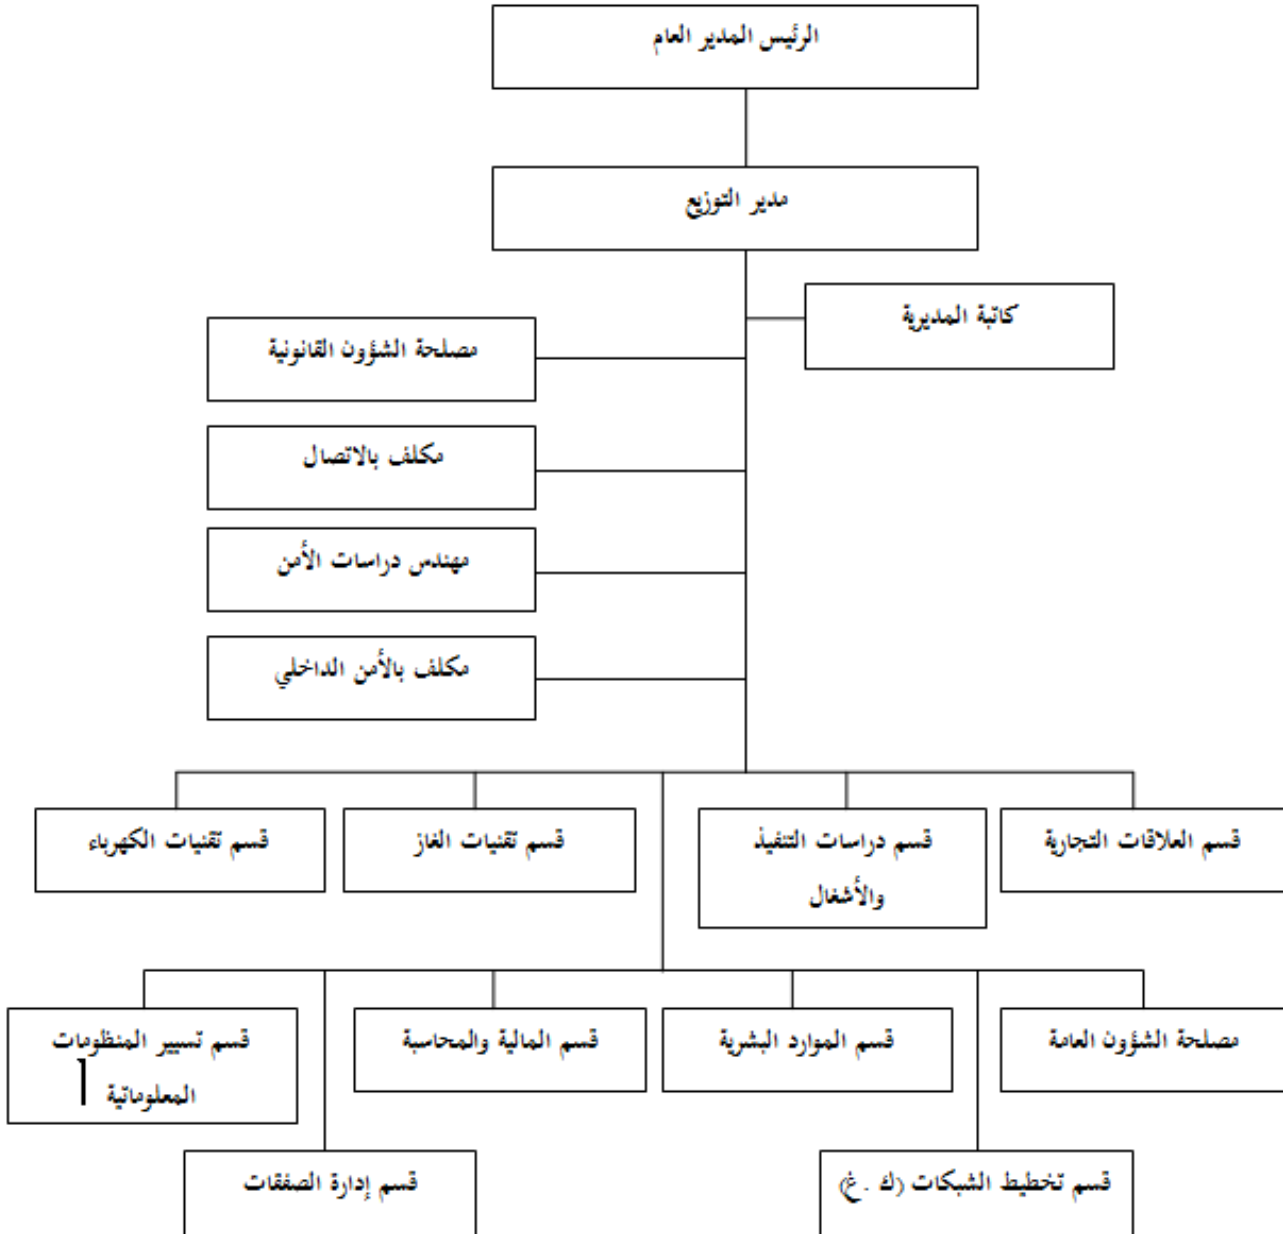 الرئيس المدير العام
مدير التوزيع
كاتبة المديرية
مصلحة الشؤون القانونية
مكلف بالاتصال
مهندس دراسات الأمن
مكلف بالأمن الداخلي
قسم العلاقات التجارية
قسم دراسات التنفيذ
والأشغال
قسم تقنيات الغاز
قسم تقنيات الكهرباء
مصلحة الشؤون العامة
قسم الموارد البشرية
قسم المالية والمحاسبة
قسم تسيير المنظومات
المعلوماتية أ
قسم تخطيط الشبكات (ك . غ)
قسم إدارة الصفقات